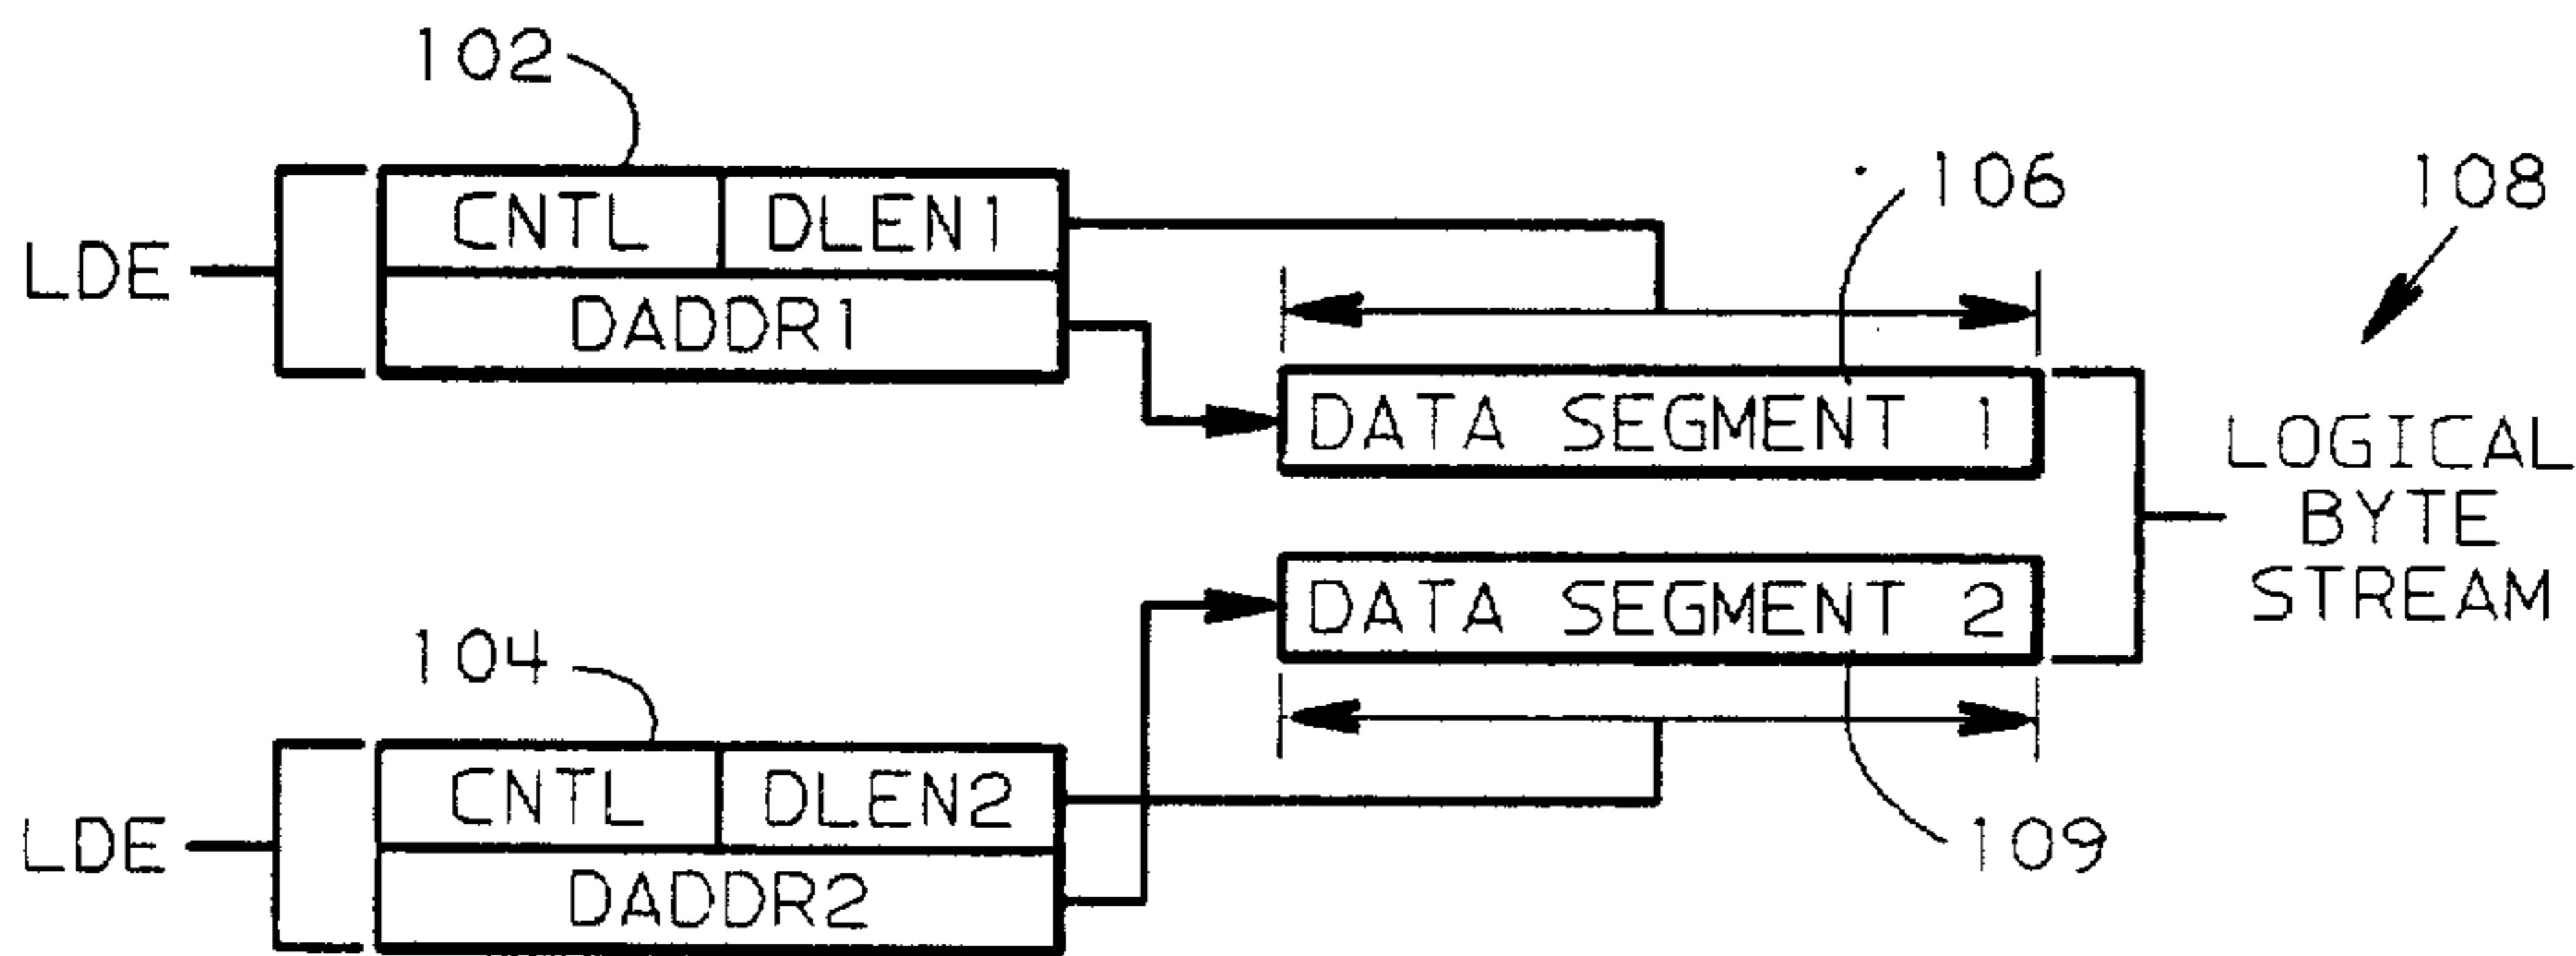 102
CNTL DLEN1
LDE
DADDR1
106
108
DATA SEGMENT 1
LOGICAL
BYTE
STREAM
DATA SEGMENT 2
104
CNTL DLEN2
LDE
DADDR2
109